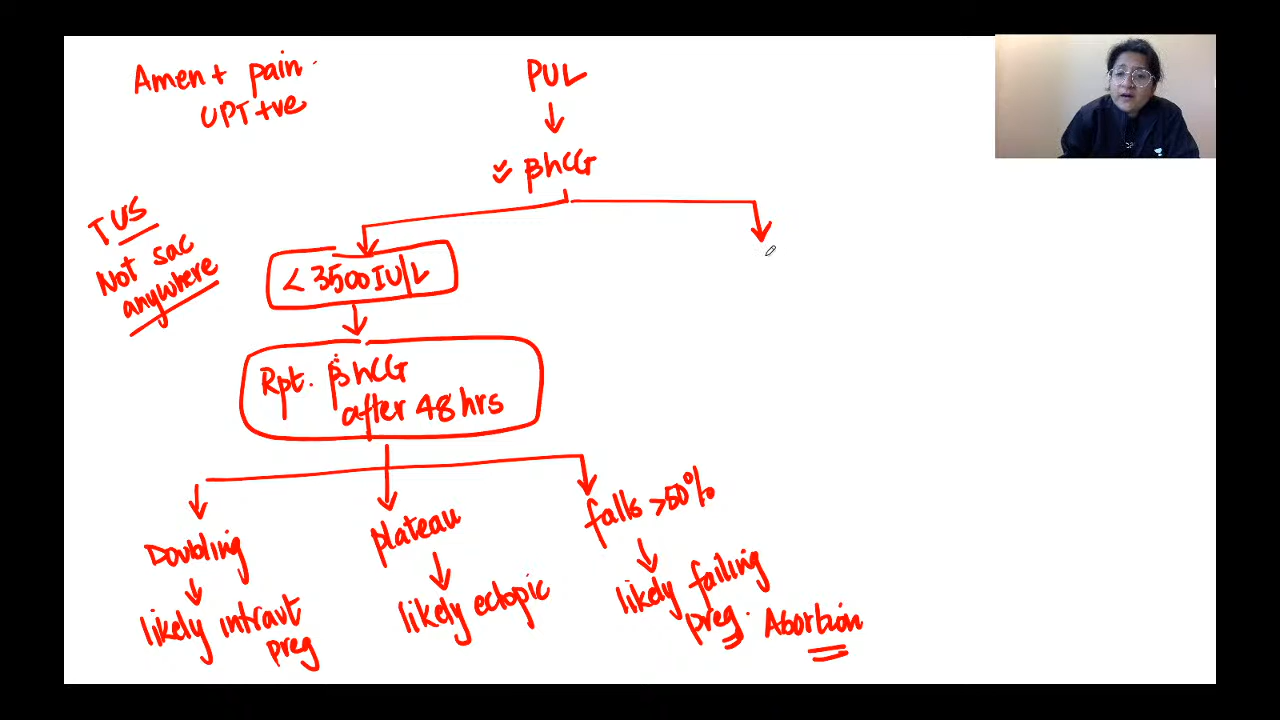 Amen + pain
UPT +ve
PUL
βhCG
TUS
Not sac
anywhere
< 3500 IU/L
Rpt. βhCG
after 48 hrs
Doubling
likely intraut
preg
plateau
likely ectopic
falls >50%
likely failing
preg. Abortion